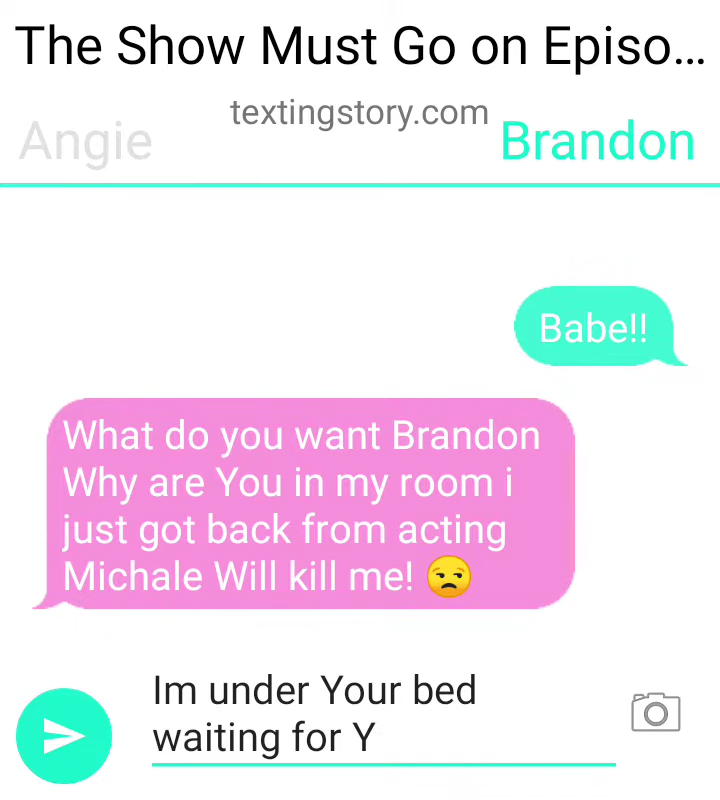 The Show Must Go on Episo...
textingstory.com
Angie
Brandon
Babe!!
What do you want Brandon
Why are You in my room i
just got back from acting
Michale Will kill me! 😒
Im under Your bed
waiting for Y